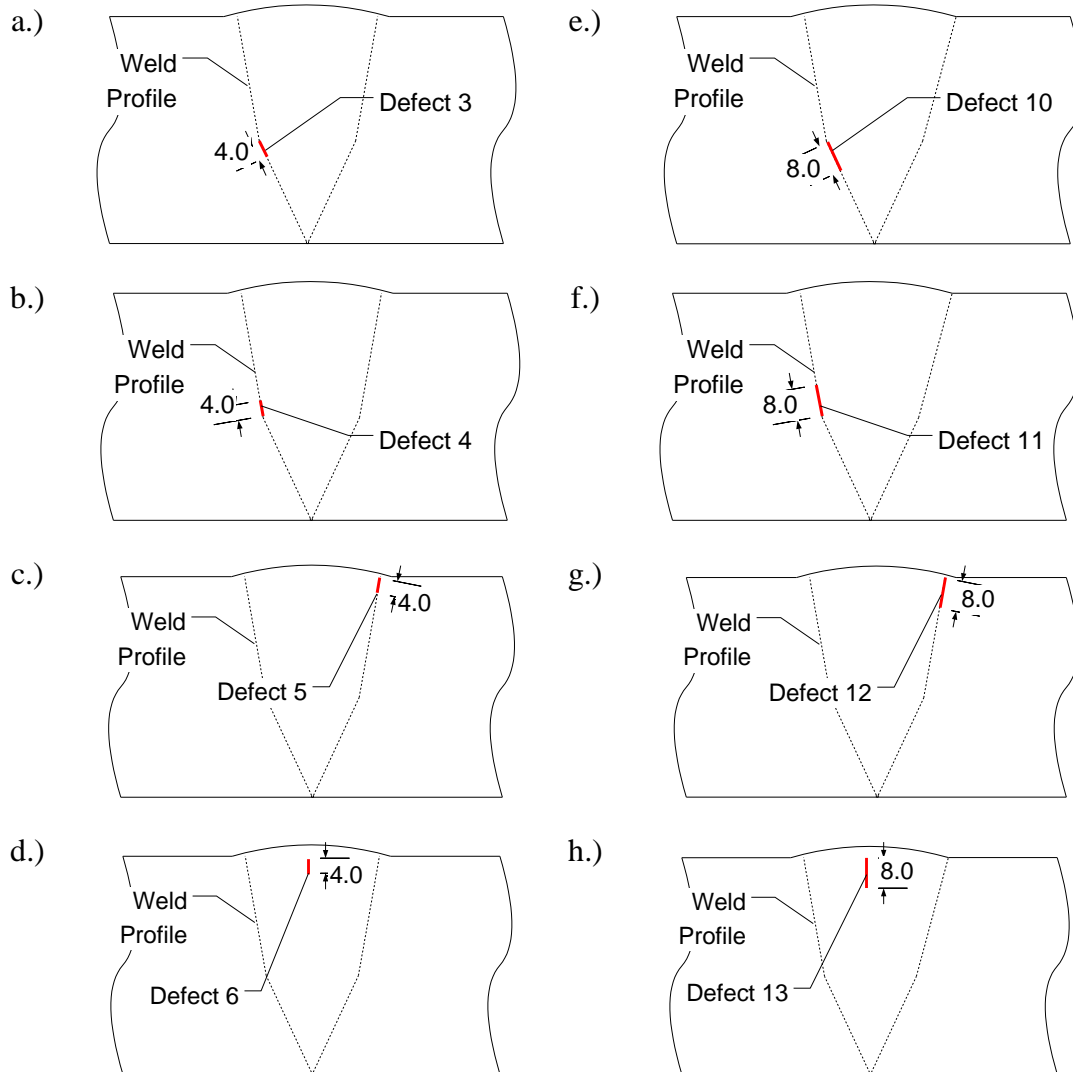 a.)
Weld
Profile
4.0
Defect 3
e.)
Weld
Profile
8.0
Defect 10
b.)
Weld
Profile
4.0
Defect 4
f.)
Weld
Profile
8.0
Defect 11
c.)
Weld
Profile
4.0
Defect 5
g.)
Weld
Profile
8.0
Defect 12
d.)
Weld
Profile
4.0
Defect 6
h.)
Weld
Profile
8.0
Defect 13